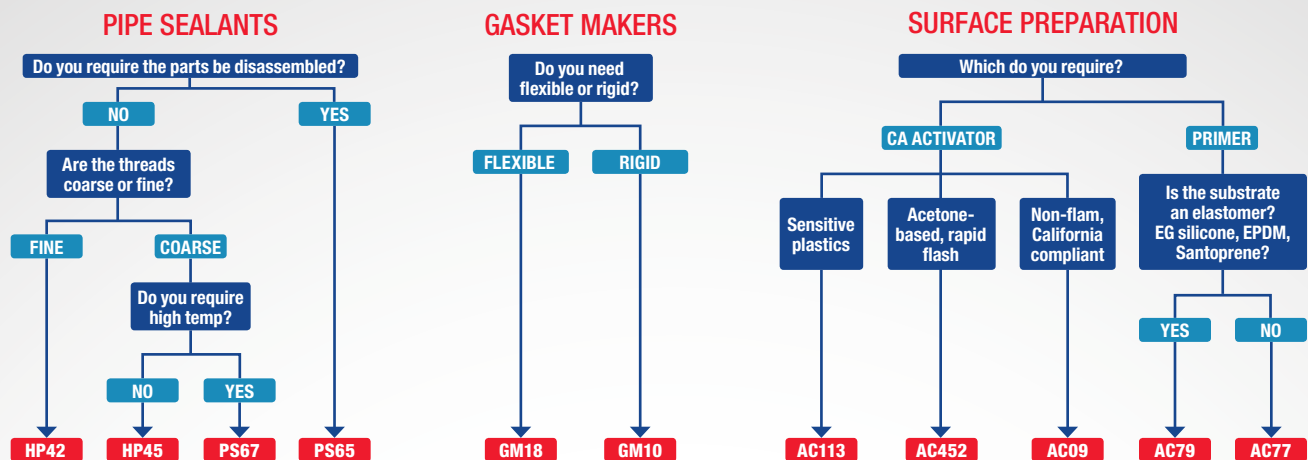 PIPE SEALANTS
Do you require the parts be disassembled?
NO
YES
Are the threads
coarse or fine?
FINE
COARSE
Do you require
high temp?
NO
YES
HP42
HP45
PS67
PS65
GASKET MAKERS
Do you need
flexible or rigid?
FLEXIBLE
RIGID
GM18
GM10
SURFACE PREPARATION
Which do you require?
CA ACTIVATOR
PRIMER
Sensitive
plastics
Acetone-
based, rapid
flash
Non-flam,
California
compliant
Is the substrate
an elastomer?
EG silicone, EPDM,
Santoprene?
YES
NO
AC113
AC452
AC09
AC79
AC77